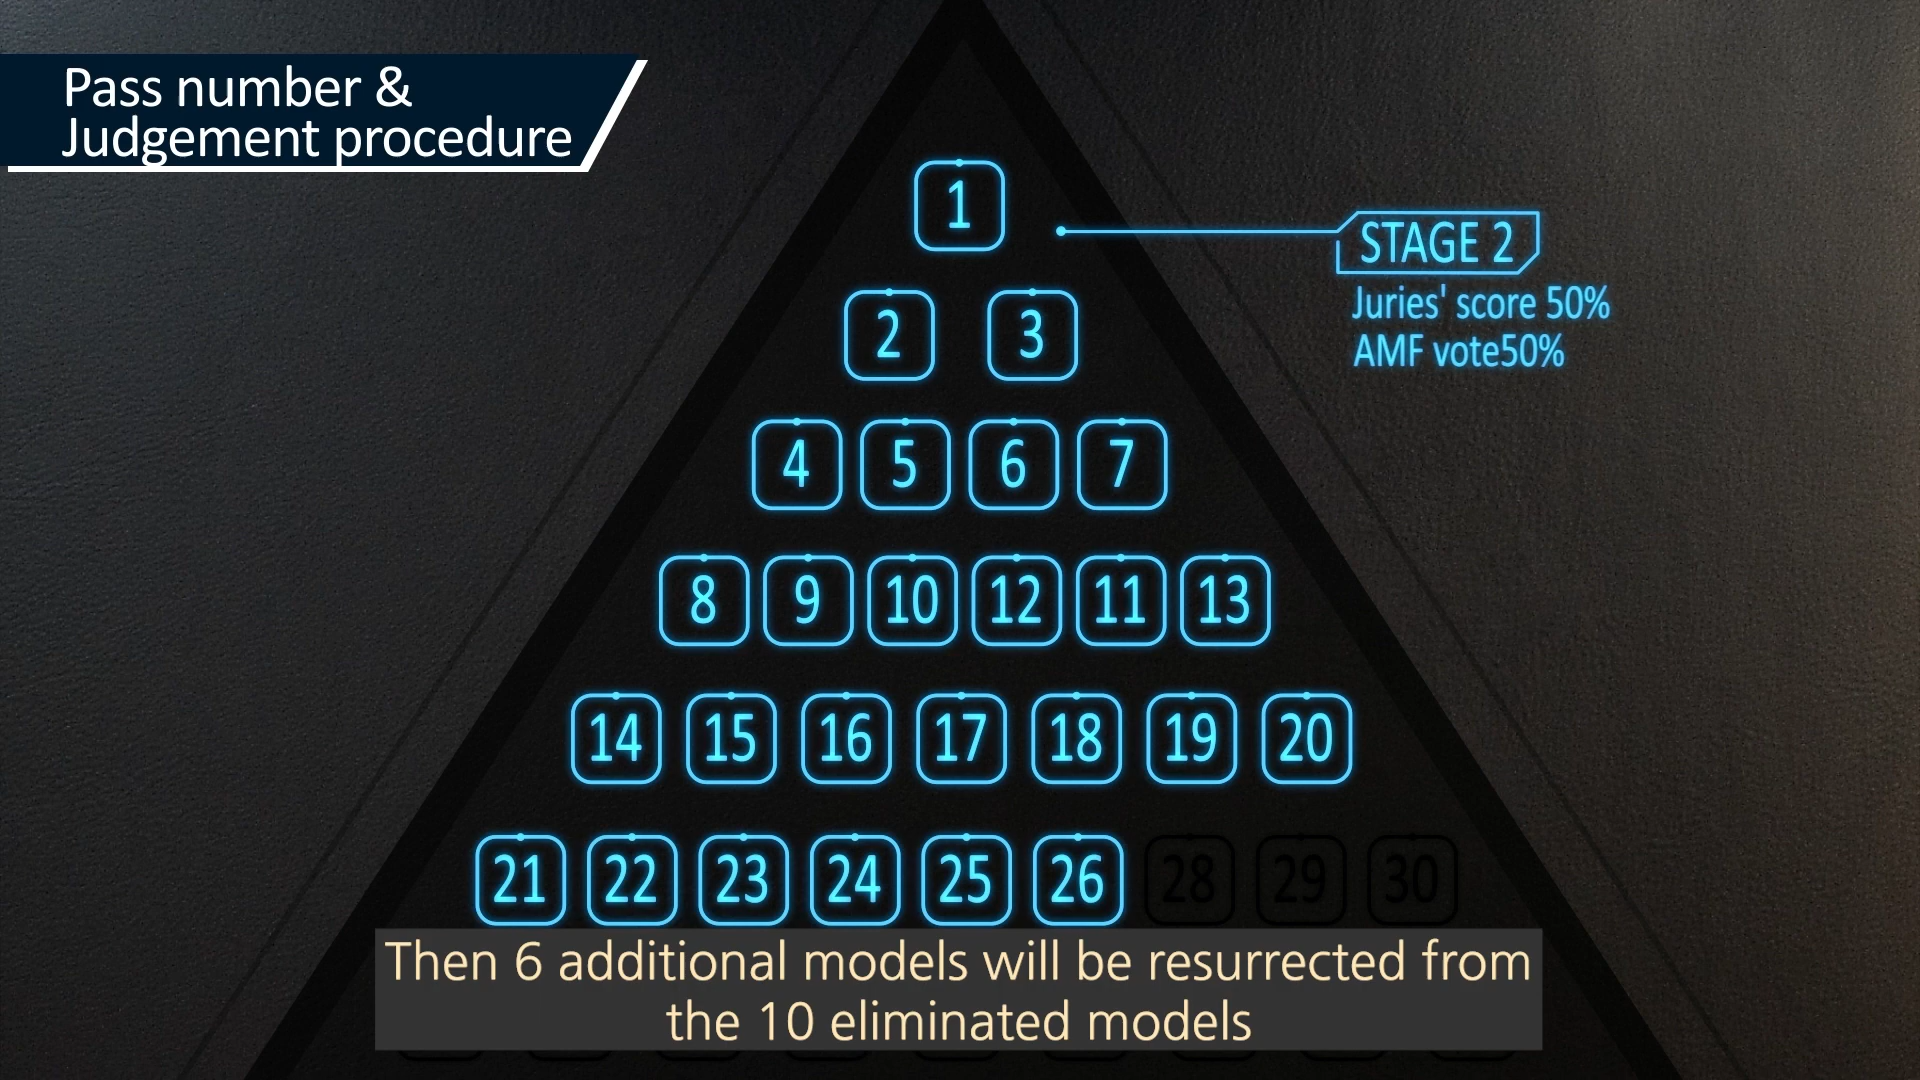 Pass number &
Judgement procedure
1
STAGE 2
Juries' score 50%
AMF vote50%
2 3
4 5 6 7
8 9 10 12 11 13
14 15 16 17 18 19 20
21 22 23 24 25 26 28 29 30
Then 6 additional models will be resurrected from
the 10 eliminated models